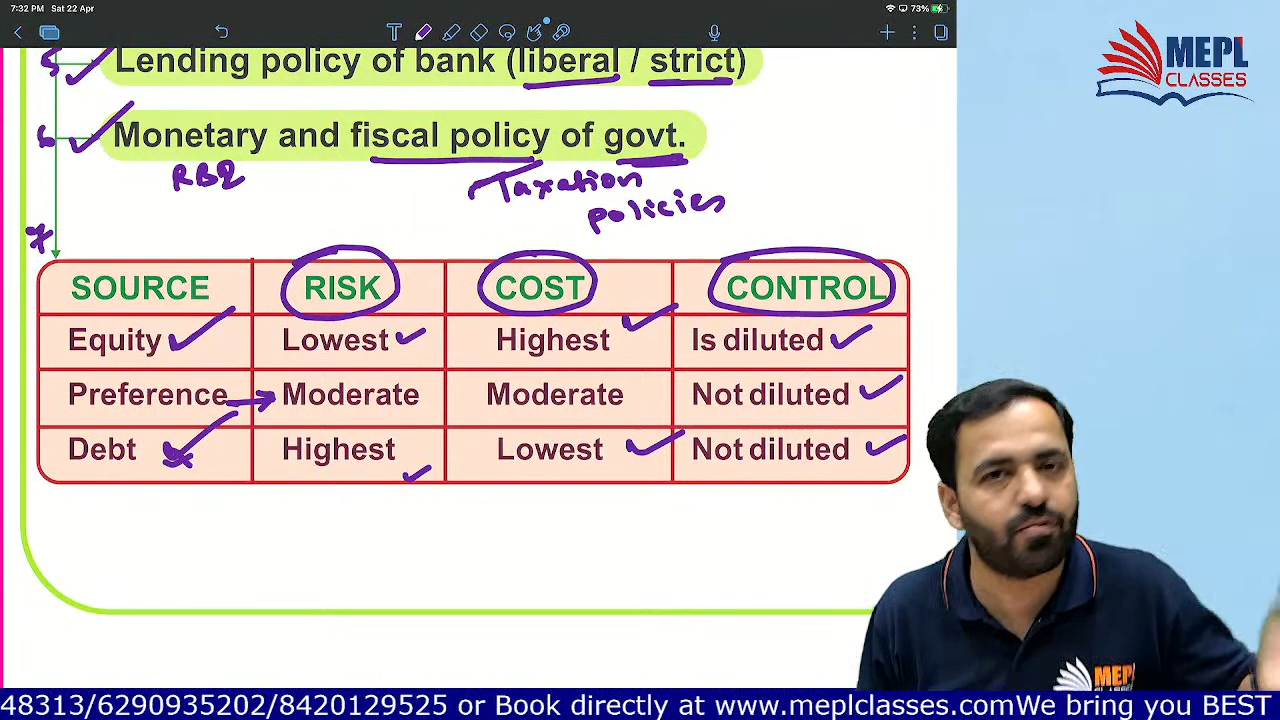 7:32 PM Sat 22 Apr
73%
T
MEPL
CLASSES
5 Lending policy of bank (liberal / strict)
6 Monetary and fiscal policy of govt.
RBI
Taxation
policies
7
SOURCE RISK COST CONTROL
Equity Lowest Highest Is diluted
Preference Moderate Moderate Not diluted
Debt Highest Lowest Not diluted
MEPL
48313/6290935202/8420129525 or Book directly at www.meplclasses.comWe bring you BEST